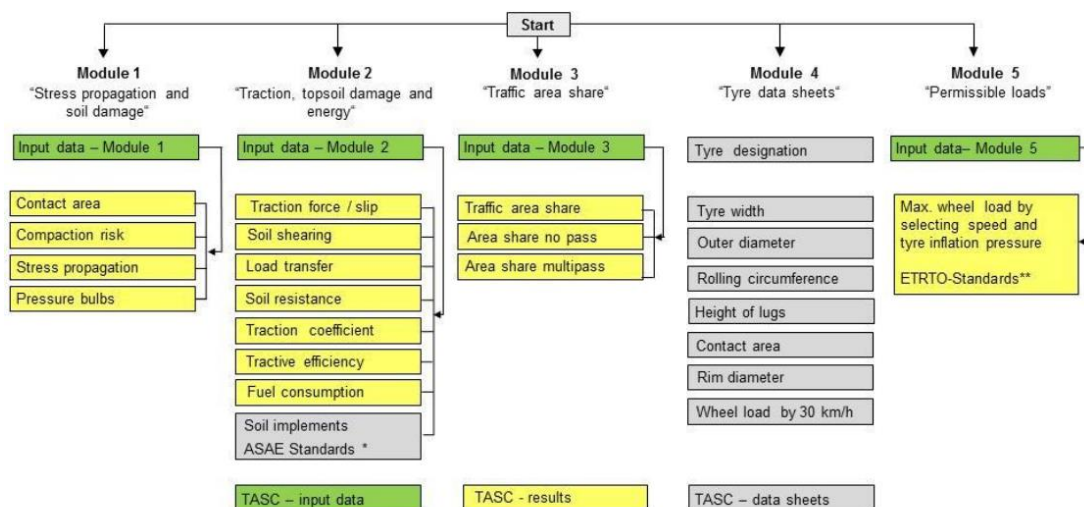 Start
Module 1
"Stress propagation and
soil damage"
Input data – Module 1
Contact area
Compaction risk
Stress propagation
Pressure bulbs
Module 2
"Traction, topsoil damage and
energy"
Input data – Module 2
Traction force / slip
Soil shearing
Load transfer
Soil resistance
Traction coefficient
Tractive efficiency
Fuel consumption
Soil implements
ASAE Standards *
Module 3
"Traffic area share"
Input data – Module 3
Traffic area share
Area share no pass
Area share multipass
Module 4
"Tyre data sheets"
Tyre designation
Tyre width
Outer diameter
Rolling circumference
Height of lugs
Contact area
Rim diameter
Wheel load by 30 km/h
Module 5
"Permissible loads"
Input data– Module 5
Max. wheel load by
selecting speed and
tyre inflation pressure
ETRTO-Standards**
TASC – input data
TASC - results
TASC – data sheets